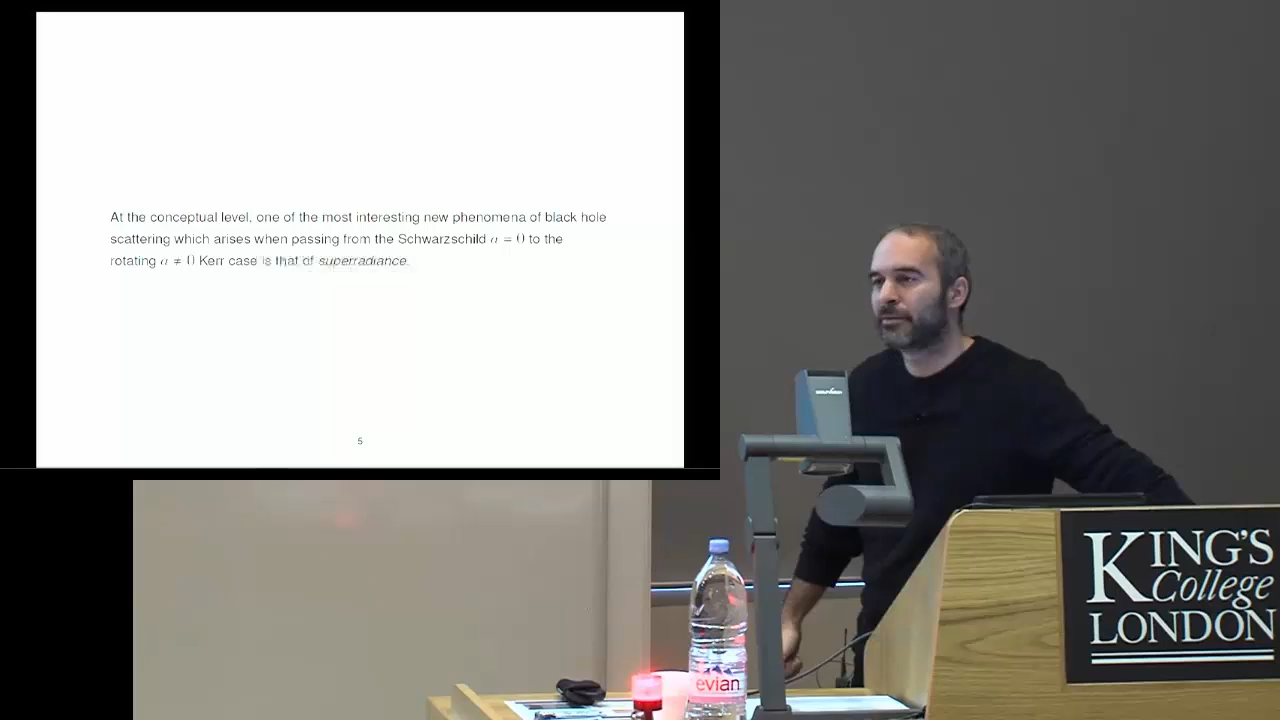 At the conceptual level, one of the most interesting new phenomena of black hole
scattering which arises when passing from the Schwarzschild a = 0 to the
rotating a ≠ 0 Kerr case is that of superradiance.
5
evian
KING'S
College
LONDON